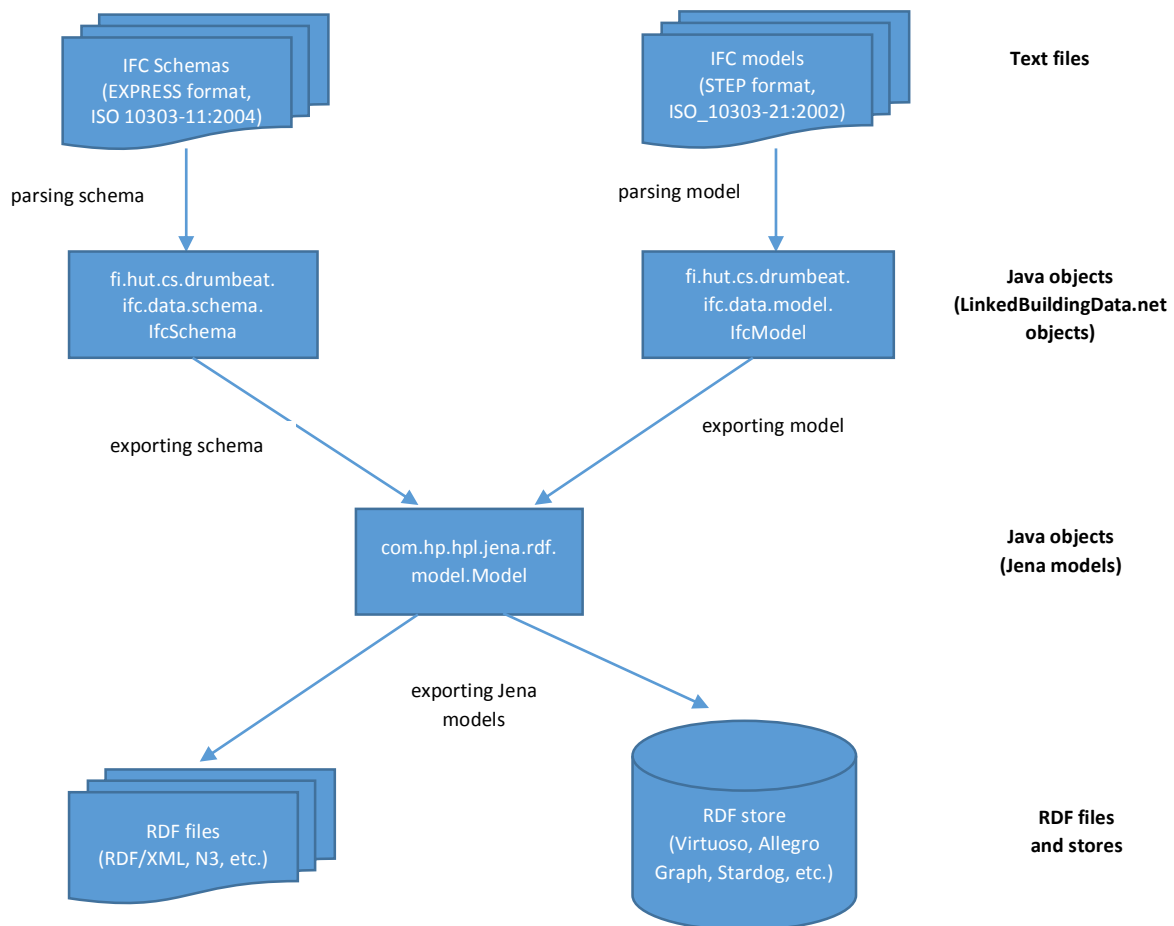 IFC Schemas
(EXPRESS format,
ISO 10303-11:2004)
IFC models
(STEP format,
ISO_10303-21:2002)
Text files
parsing schema
parsing model
fi.hut.cs.drumbeat.
ifc.data.schema.
IfcSchema
fi.hut.cs.drumbeat.
ifc.data.model.
IfcModel
Java objects
(LinkedBuildingData.net
objects)
exporting schema
exporting model
com.hp.hpl.jena.rdf.
model.Model
Java objects
(Jena models)
exporting Jena
models
RDF files
(RDF/XML, N3, etc.)
RDF store
(Virtuoso, Allegro
Graph, Stardog, etc.)
RDF files
and stores